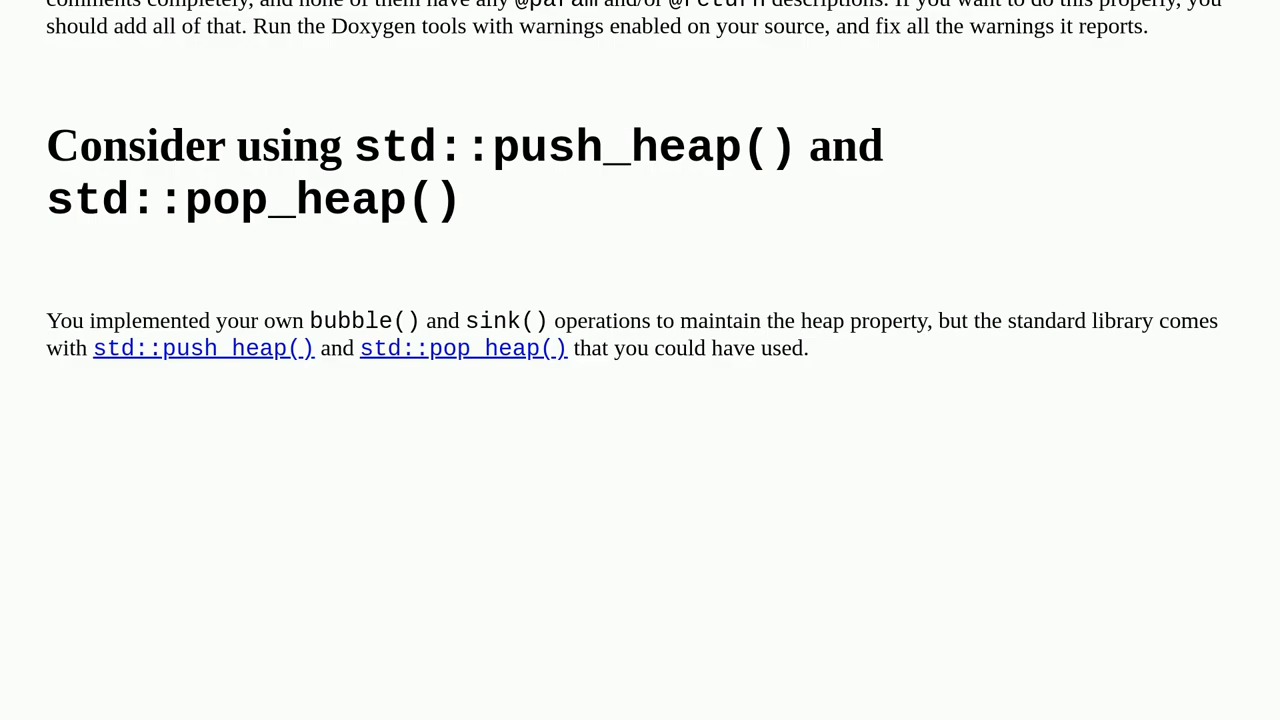 comments completely, and none of them have any @param and/or @return descriptions. If you want to do this properly, you
should add all of that. Run the Doxygen tools with warnings enabled on your source, and fix all the warnings it reports.
Consider using std::push_heap() and
std::pop_heap()
You implemented your own bubble() and sink() operations to maintain the heap property, but the standard library comes
with std::push_heap() and std::pop_heap() that you could have used.